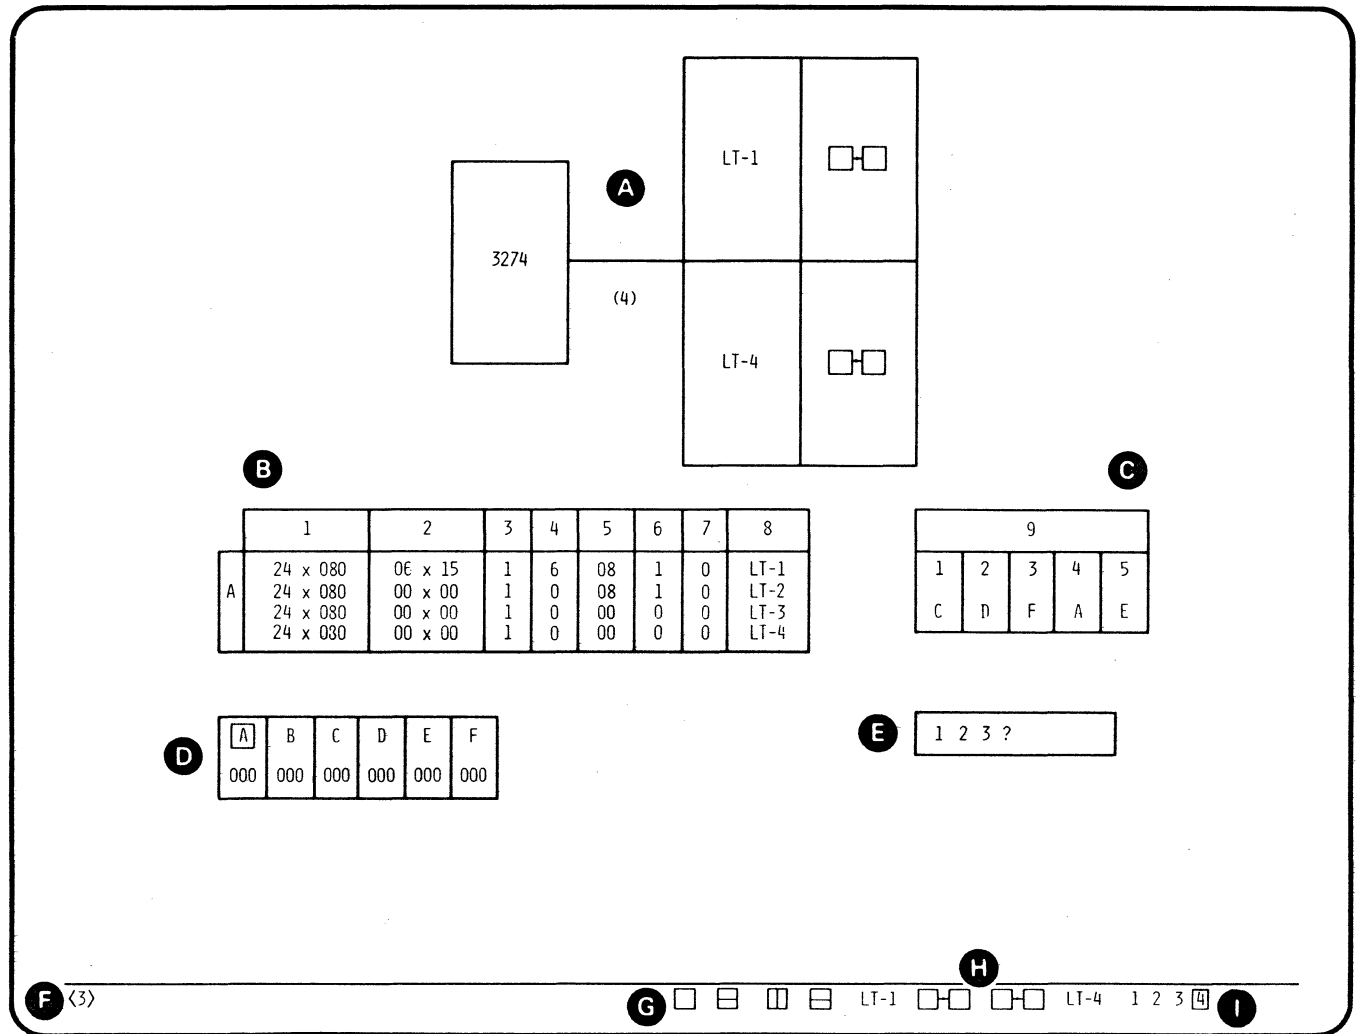 LT-1
A
3274
(4)
LT-4
B
C
1 2 3 4 5 6 7 8
9
A
24 x 080 06 x 15 1 6 08 1 0 LT-1
24 x 080 00 x 00 1 0 08 1 0 LT-2
24 x 080 00 x 00 1 0 00 0 0 LT-3
24 x 080 00 x 00 1 0 00 0 0 LT-4
1 2 3 4 5
C D F A E
D
A B C D E F
000 000 000 000 000 000
E
1 2 3 ?
H
F <3>
G LT-1 LT-4 1 2 3 4 I